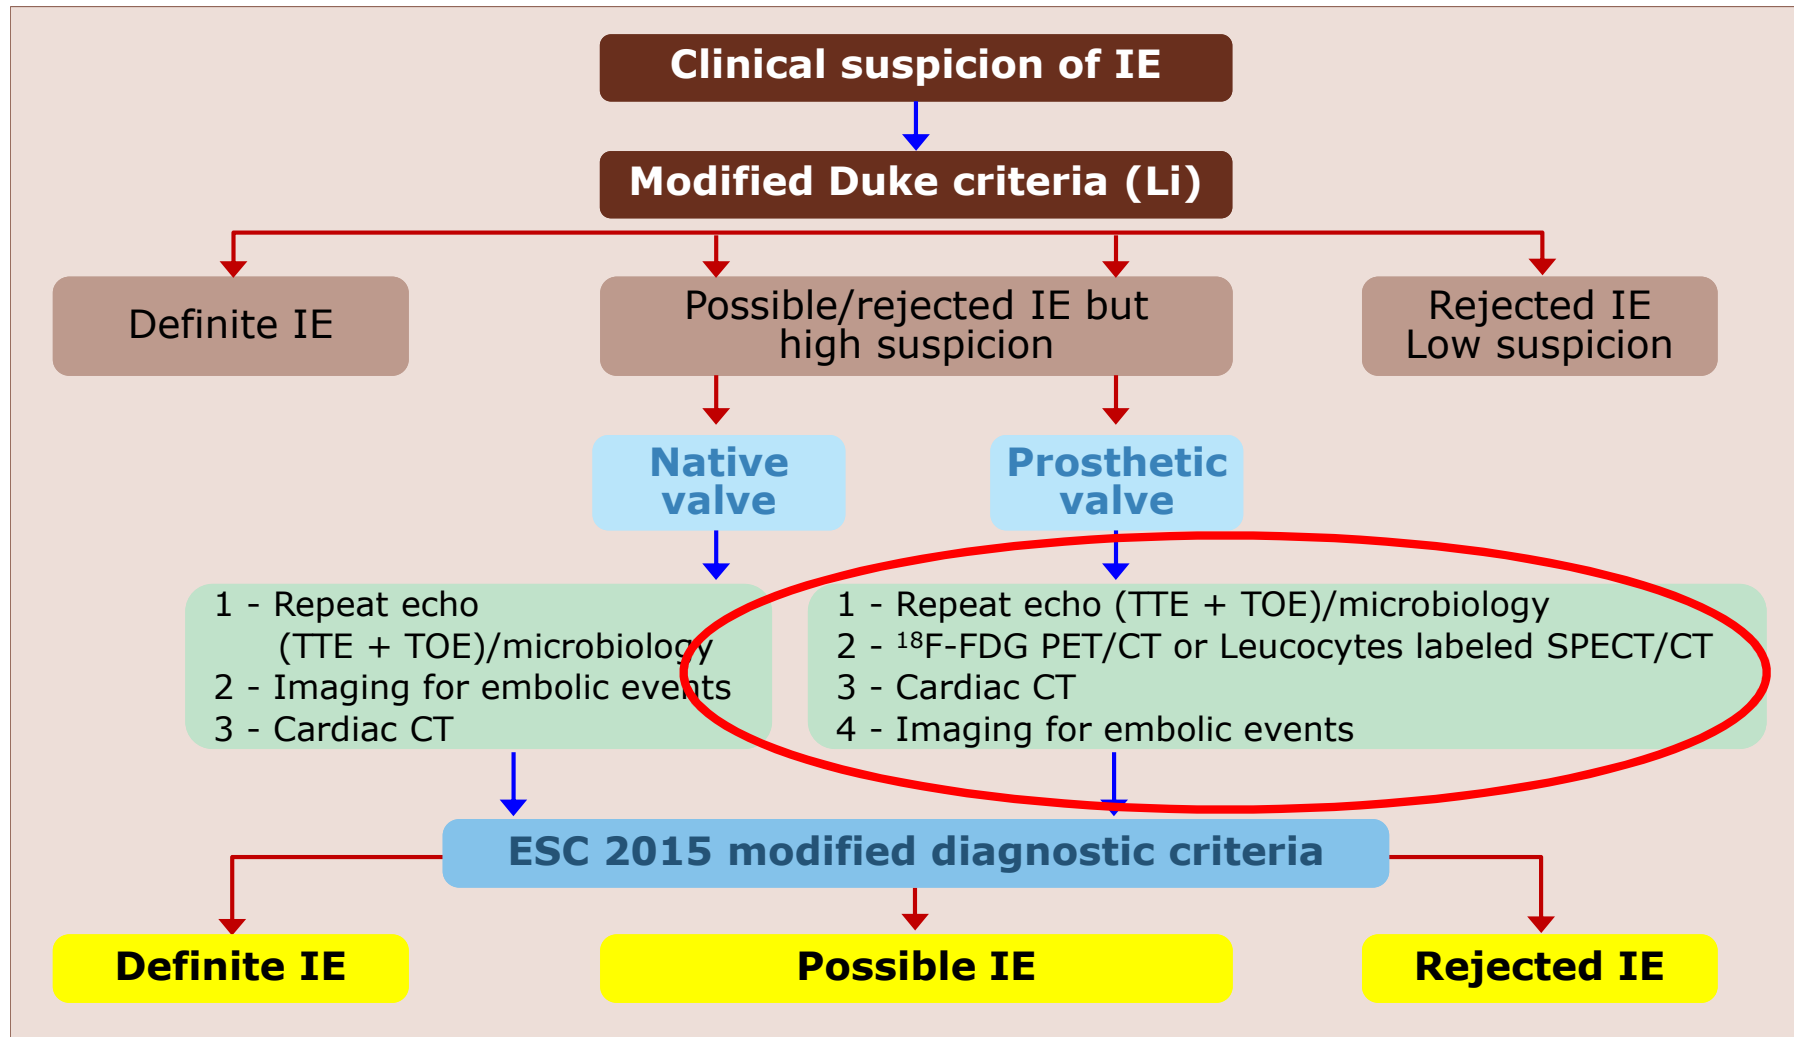 Clinical suspicion of IE
Modified Duke criteria (Li)
Definite IE
Possible/rejected IE but
high suspicion
Rejected IE
Low suspicion
Native
valve
Prosthetic
valve
1 - Repeat echo
(TTE + TOE)/microbiology
2 - Imaging for embolic events
3 - Cardiac CT
1 - Repeat echo (TTE + TOE)/microbiology
2 - ¹⁸F-FDG PET/CT or Leucocytes labeled SPECT/CT
3 - Cardiac CT
4 - Imaging for embolic events
ESC 2015 modified diagnostic criteria
Definite IE
Possible IE
Rejected IE